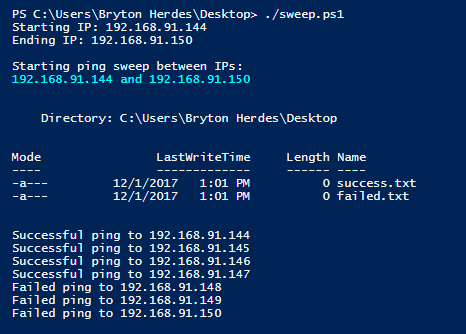 PS C:\Users\Bryton Herdes\Desktop> ./sweep.ps1
Starting IP: 192.168.91.144
Ending IP: 192.168.91.150
Starting ping sweep between IPs:
192.168.91.144 and 192.168.91.150
Directory: C:\Users\Bryton Herdes\Desktop
Mode LastWriteTime Length Name
---- ------------- ------ ----
-a--- 12/1/2017 1:01 PM 0 success.txt
-a--- 12/1/2017 1:01 PM 0 failed.txt
Successful ping to 192.168.91.144
Successful ping to 192.168.91.145
Successful ping to 192.168.91.146
Successful ping to 192.168.91.147
Failed ping to 192.168.91.148
Failed ping to 192.168.91.149
Failed ping to 192.168.91.150